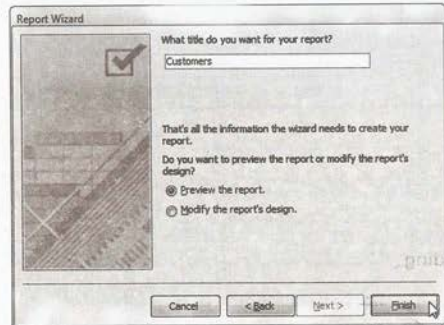 Report Wizard
What title do you want for your report?
Customers
That's all the information the wizard needs to create your
report.
Do you want to preview the report or modify the report's
design?
Preview the report.
Modify the report's design.
Cancel
< Back
Next >
Finish